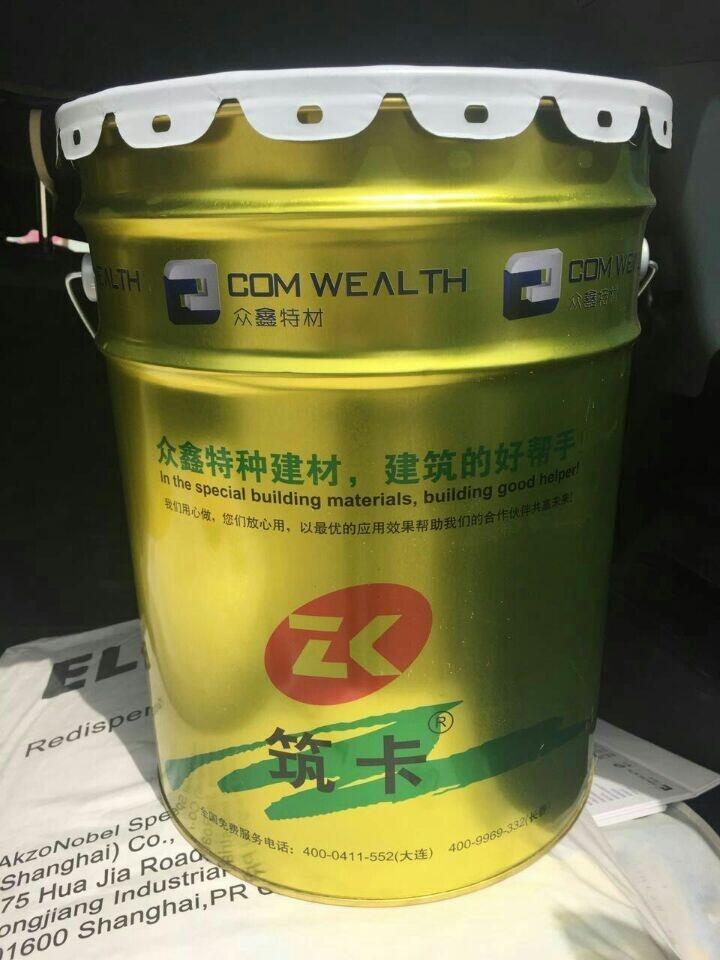 EALTH
COM WEALTH
众鑫特材
COM WE
众鑫特材
众鑫特种建材，建筑的好帮手
In the special building materials, building good helper!
我们用心做，您们放心用，以最优的应用效果帮助我们的合作伙伴共赢未来!
ZK
筑卡®
全国免费服务电话：400-0411-552(大连) 400-9969-332(长春)
EL
Redisper
AkzoNobel Spe
Shanghai) Co.,
75 Hua Jia Road
ongjiang Industrial
01600 Shanghai,PR C